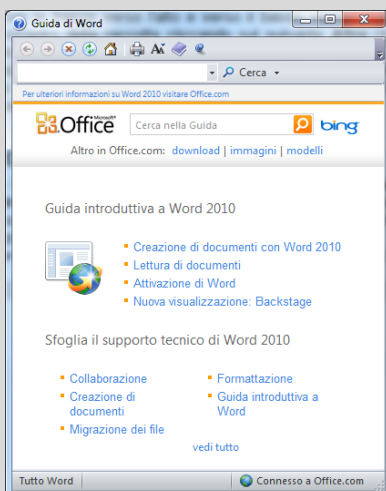 Guida di Word
Cerca
Per ulteriori informazioni su Word 2010 visitare Office.com
Microsoft
Office Cerca nella Guida bing
Altro in Office.com: download | immagini | modelli
Guida introduttiva a Word 2010
Creazione di documenti con Word 2010
Lettura di documenti
Attivazione di Word
Nuova visualizzazione: Backstage
Sfoglia il supporto tecnico di Word 2010
Collaborazione
Creazione di
documenti
Migrazione dei file
Formattazione
Guida introduttiva a
Word
vedi tutto
Tutto Word Connesso a Office.com